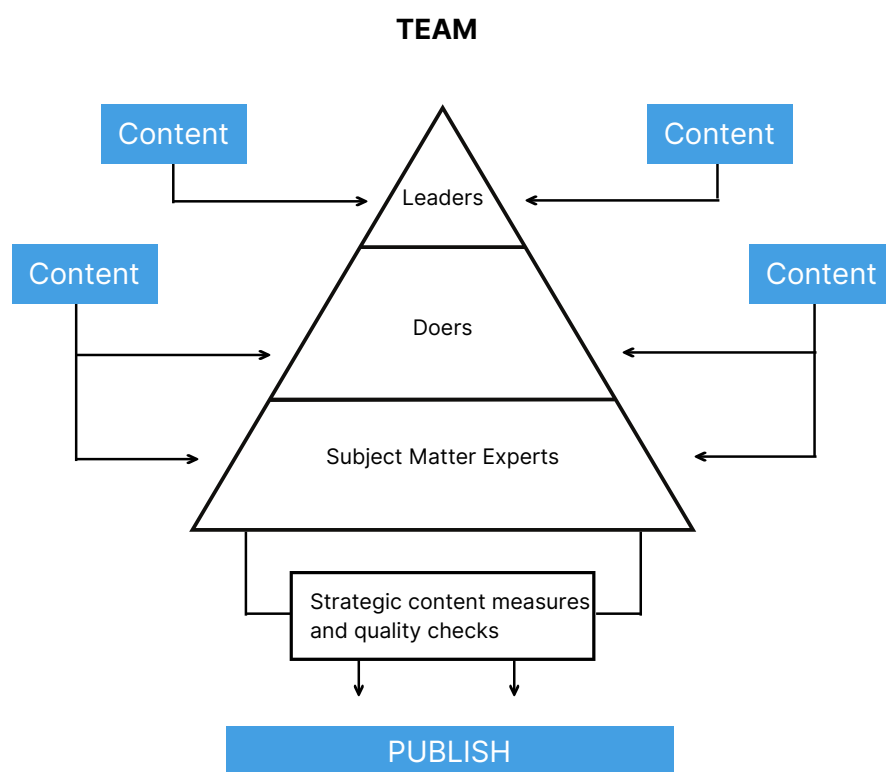 TEAM
Content
Content
Leaders
Content
Content
Doers
Subject Matter Experts
Strategic content measures
and quality checks
PUBLISH